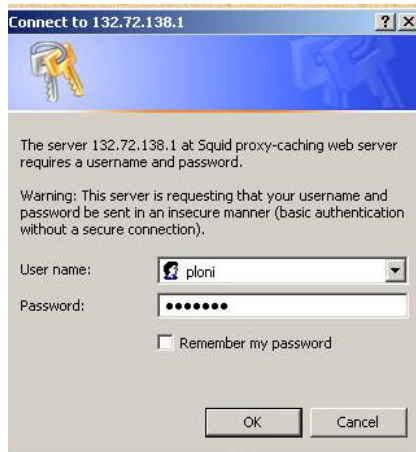 Connect to 132.72.138.1
The server 132.72.138.1 at Squid proxy-caching web server
requires a username and password.
Warning: This server is requesting that your username and
password be sent in an insecure manner (basic authentication
without a secure connection).
User name:
ploni
Password:
•••••••
Remember my password
OK
Cancel